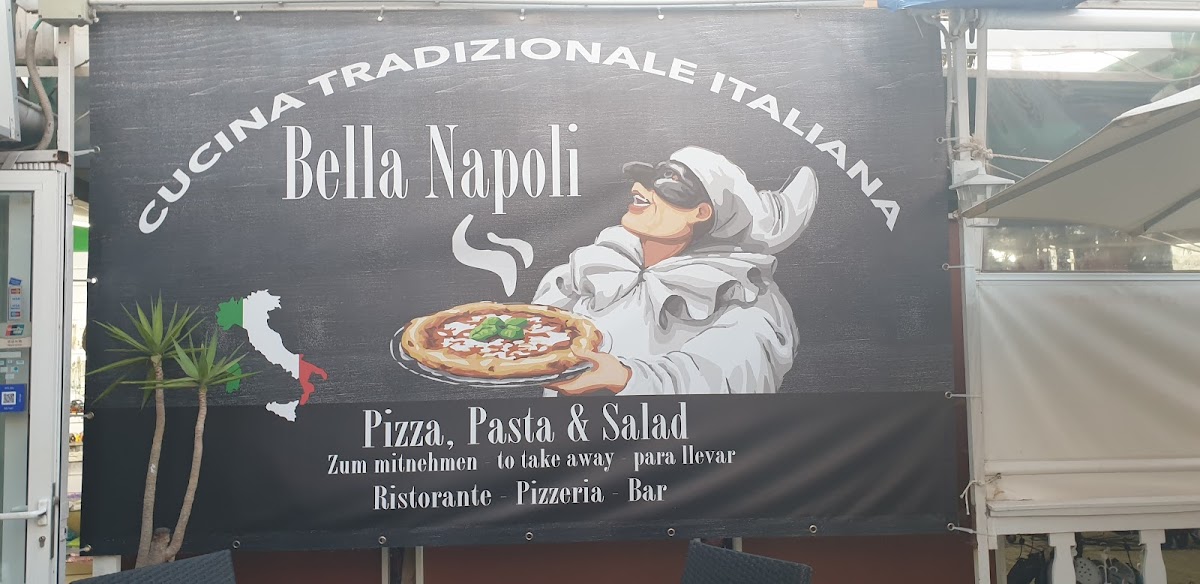 CUCINA TRADIZIONALE ITALIANA
Bella Napoli
Pizza, Pasta & Salad
Zum mitnehmen - to take away - para llevar
Ristorante - Pizzeria - Bar